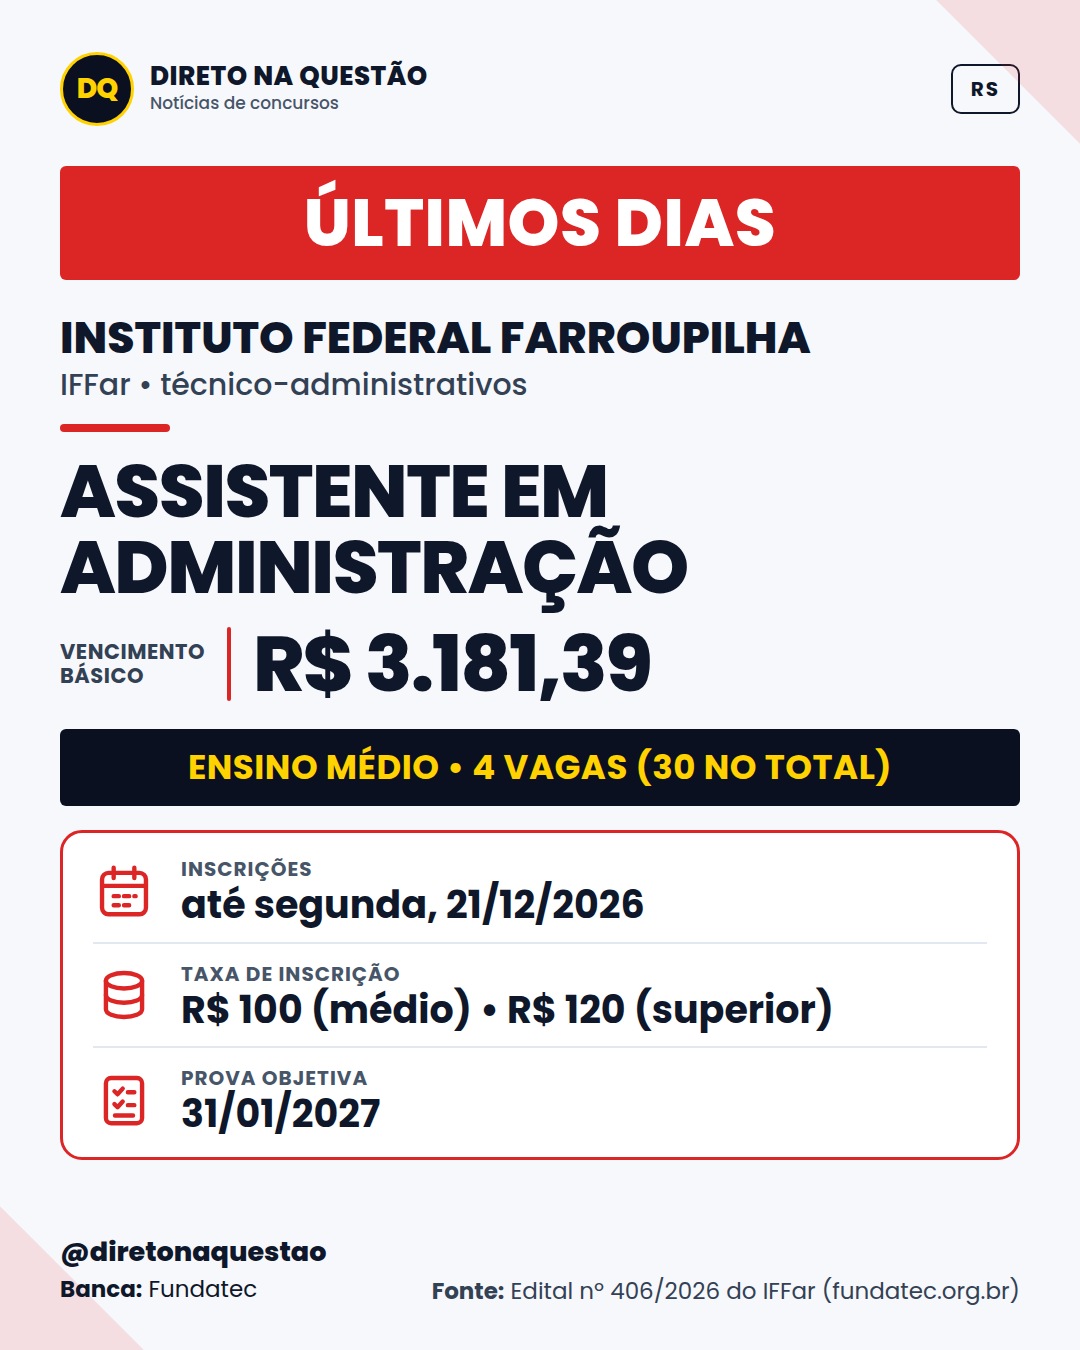 DQ
DIRETO NA QUESTÃO
Notícias de concursos
RS
ÚLTIMOS DIAS
INSTITUTO FEDERAL FARROUPILHA
IFFar • técnico-administrativos
ASSISTENTE EM
ADMINISTRAÇÃO
VENCIMENTO
BÁSICO
R$ 3.181,39
ENSINO MÉDIO • 4 VAGAS (30 NO TOTAL)
INSCRIÇÕES
até segunda, 21/12/2026
TAXA DE INSCRIÇÃO
R$ 100 (médio) • R$ 120 (superior)
PROVA OBJETIVA
31/01/2027
@diretonaquestao
Banca: Fundatec
Fonte: Edital nº 406/2026 do IFFar (fundatec.org.br)